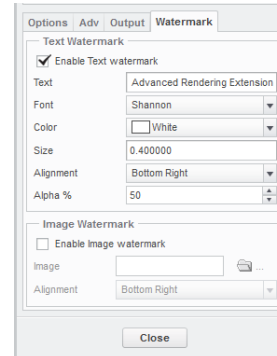 Options Adv Output Watermark
Text Watermark
Enable Text watermark
Text Advanced Rendering Extension
Font Shannon
Color White
Size 0.400000
Alignment Bottom Right
Alpha % 50
Image Watermark
Enable Image watermark
Image ...
Alignment Bottom Right
Close